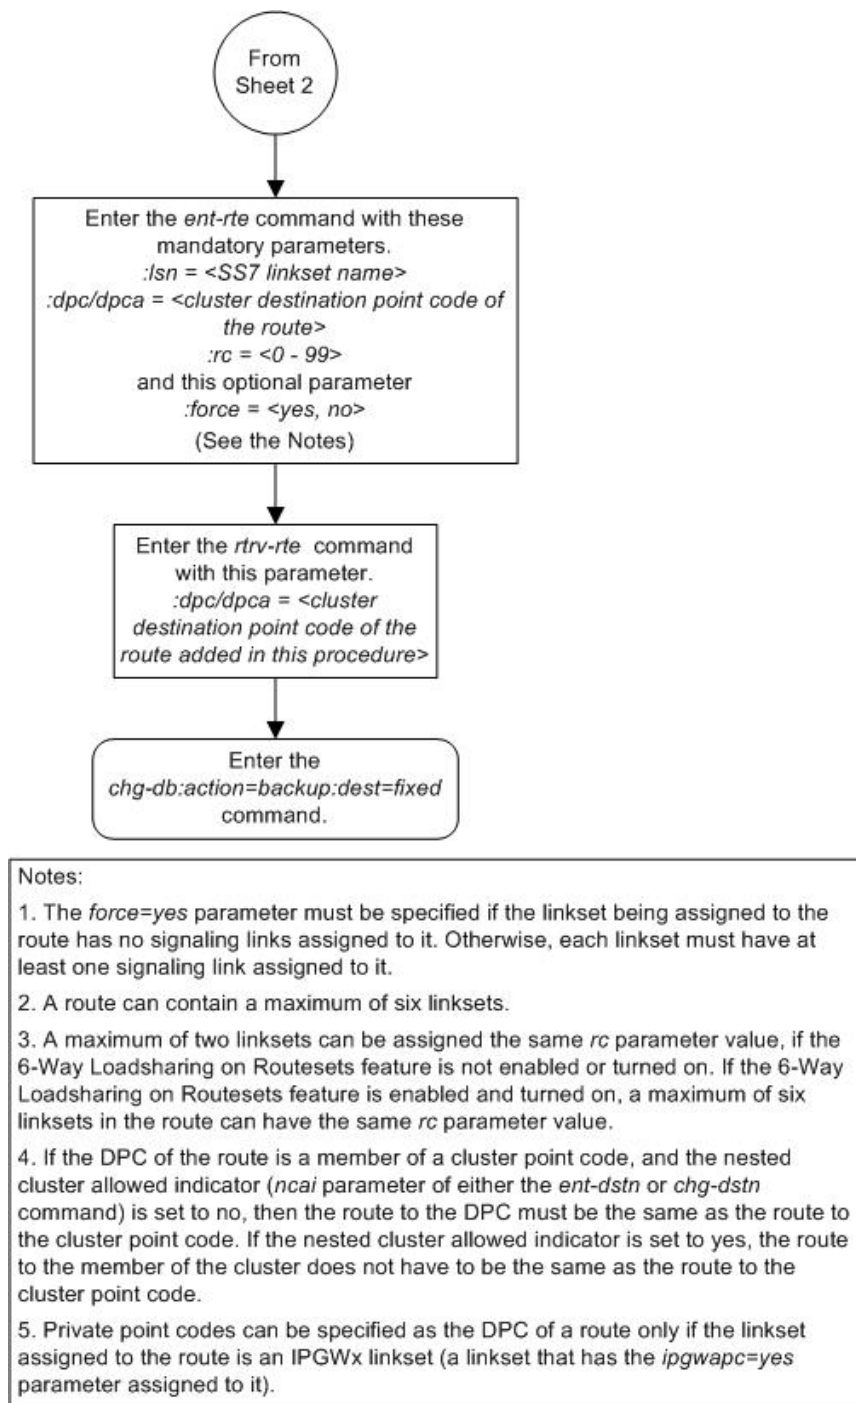 From
Sheet 2
Enter the ent-rte command with these
mandatory parameters.
:lsn = <SS7 linkset name>
:dpc/dpca = <cluster destination point code of
the route>
:rc = <0 - 99>
and this optional parameter
:force = <yes, no>
(See the Notes)
Enter the rtrv-rte command
with this parameter.
:dpc/dpca = <cluster
destination point code of the
route added in this procedure>
Enter the
chg-db:action=backup:dest=fixed
command.
Notes:
1. The force=yes parameter must be specified if the linkset being assigned to the
route has no signaling links assigned to it. Otherwise, each linkset must have at
least one signaling link assigned to it.
2. A route can contain a maximum of six linksets.
3. A maximum of two linksets can be assigned the same rc parameter value, if the
6-Way Loadsharing on Routesets feature is not enabled or turned on. If the 6-Way
Loadsharing on Routesets feature is enabled and turned on, a maximum of six
linksets in the route can have the same rc parameter value.
4. If the DPC of the route is a member of a cluster point code, and the nested
cluster allowed indicator (ncai parameter of either the ent-dstn or chg-dstn
command) is set to no, then the route to the DPC must be the same as the route to
the cluster point code. If the nested cluster allowed indicator is set to yes, the route
to the member of the cluster does not have to be the same as the route to the
cluster point code.
5. Private point codes can be specified as the DPC of a route only if the linkset
assigned to the route is an IPGWx linkset (a linkset that has the ipgwapc=yes
parameter assigned to it).